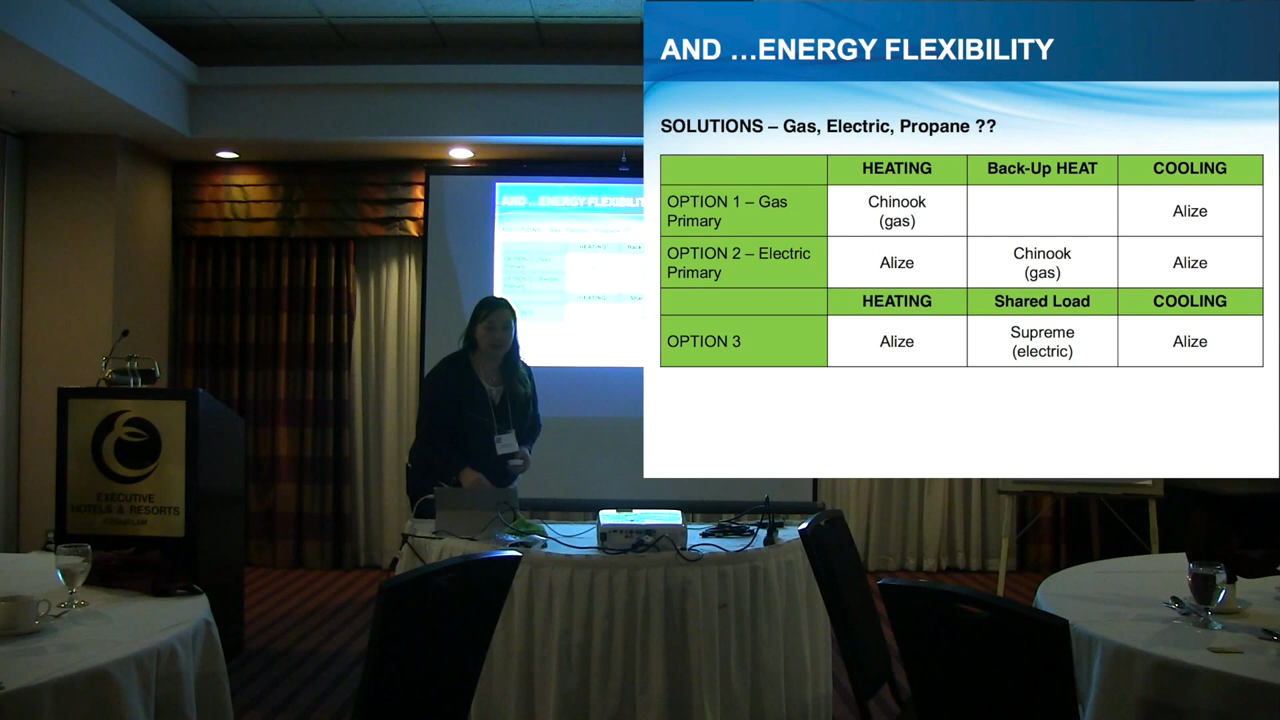 AND …ENERGY FLEXIBILITY
SOLUTIONS – Gas, Electric, Propane ??
HEATING Back-Up HEAT COOLING
OPTION 1 – Gas Primary Chinook (gas) Alize
OPTION 2 – Electric Primary Alize Chinook (gas) Alize
HEATING Shared Load COOLING
OPTION 3 Alize Supreme (electric) Alize
AND ...ENERGY FLEXIBILIT
EXECUTIVE
HOTELS & RESORTS
COQUITLAM